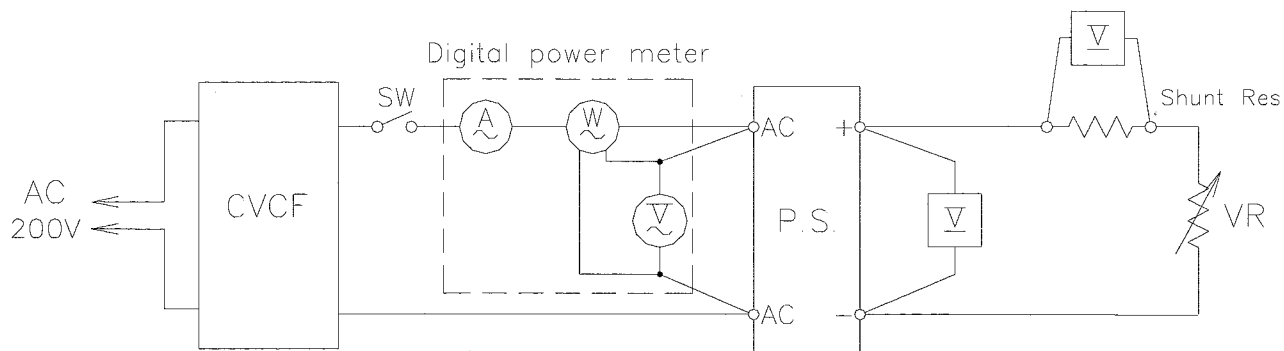 Digital power meter
V
Shunt Res
SW
A
W
AC
+
AC
200V
CVCF
V
P.S.
V
VR
AC
−